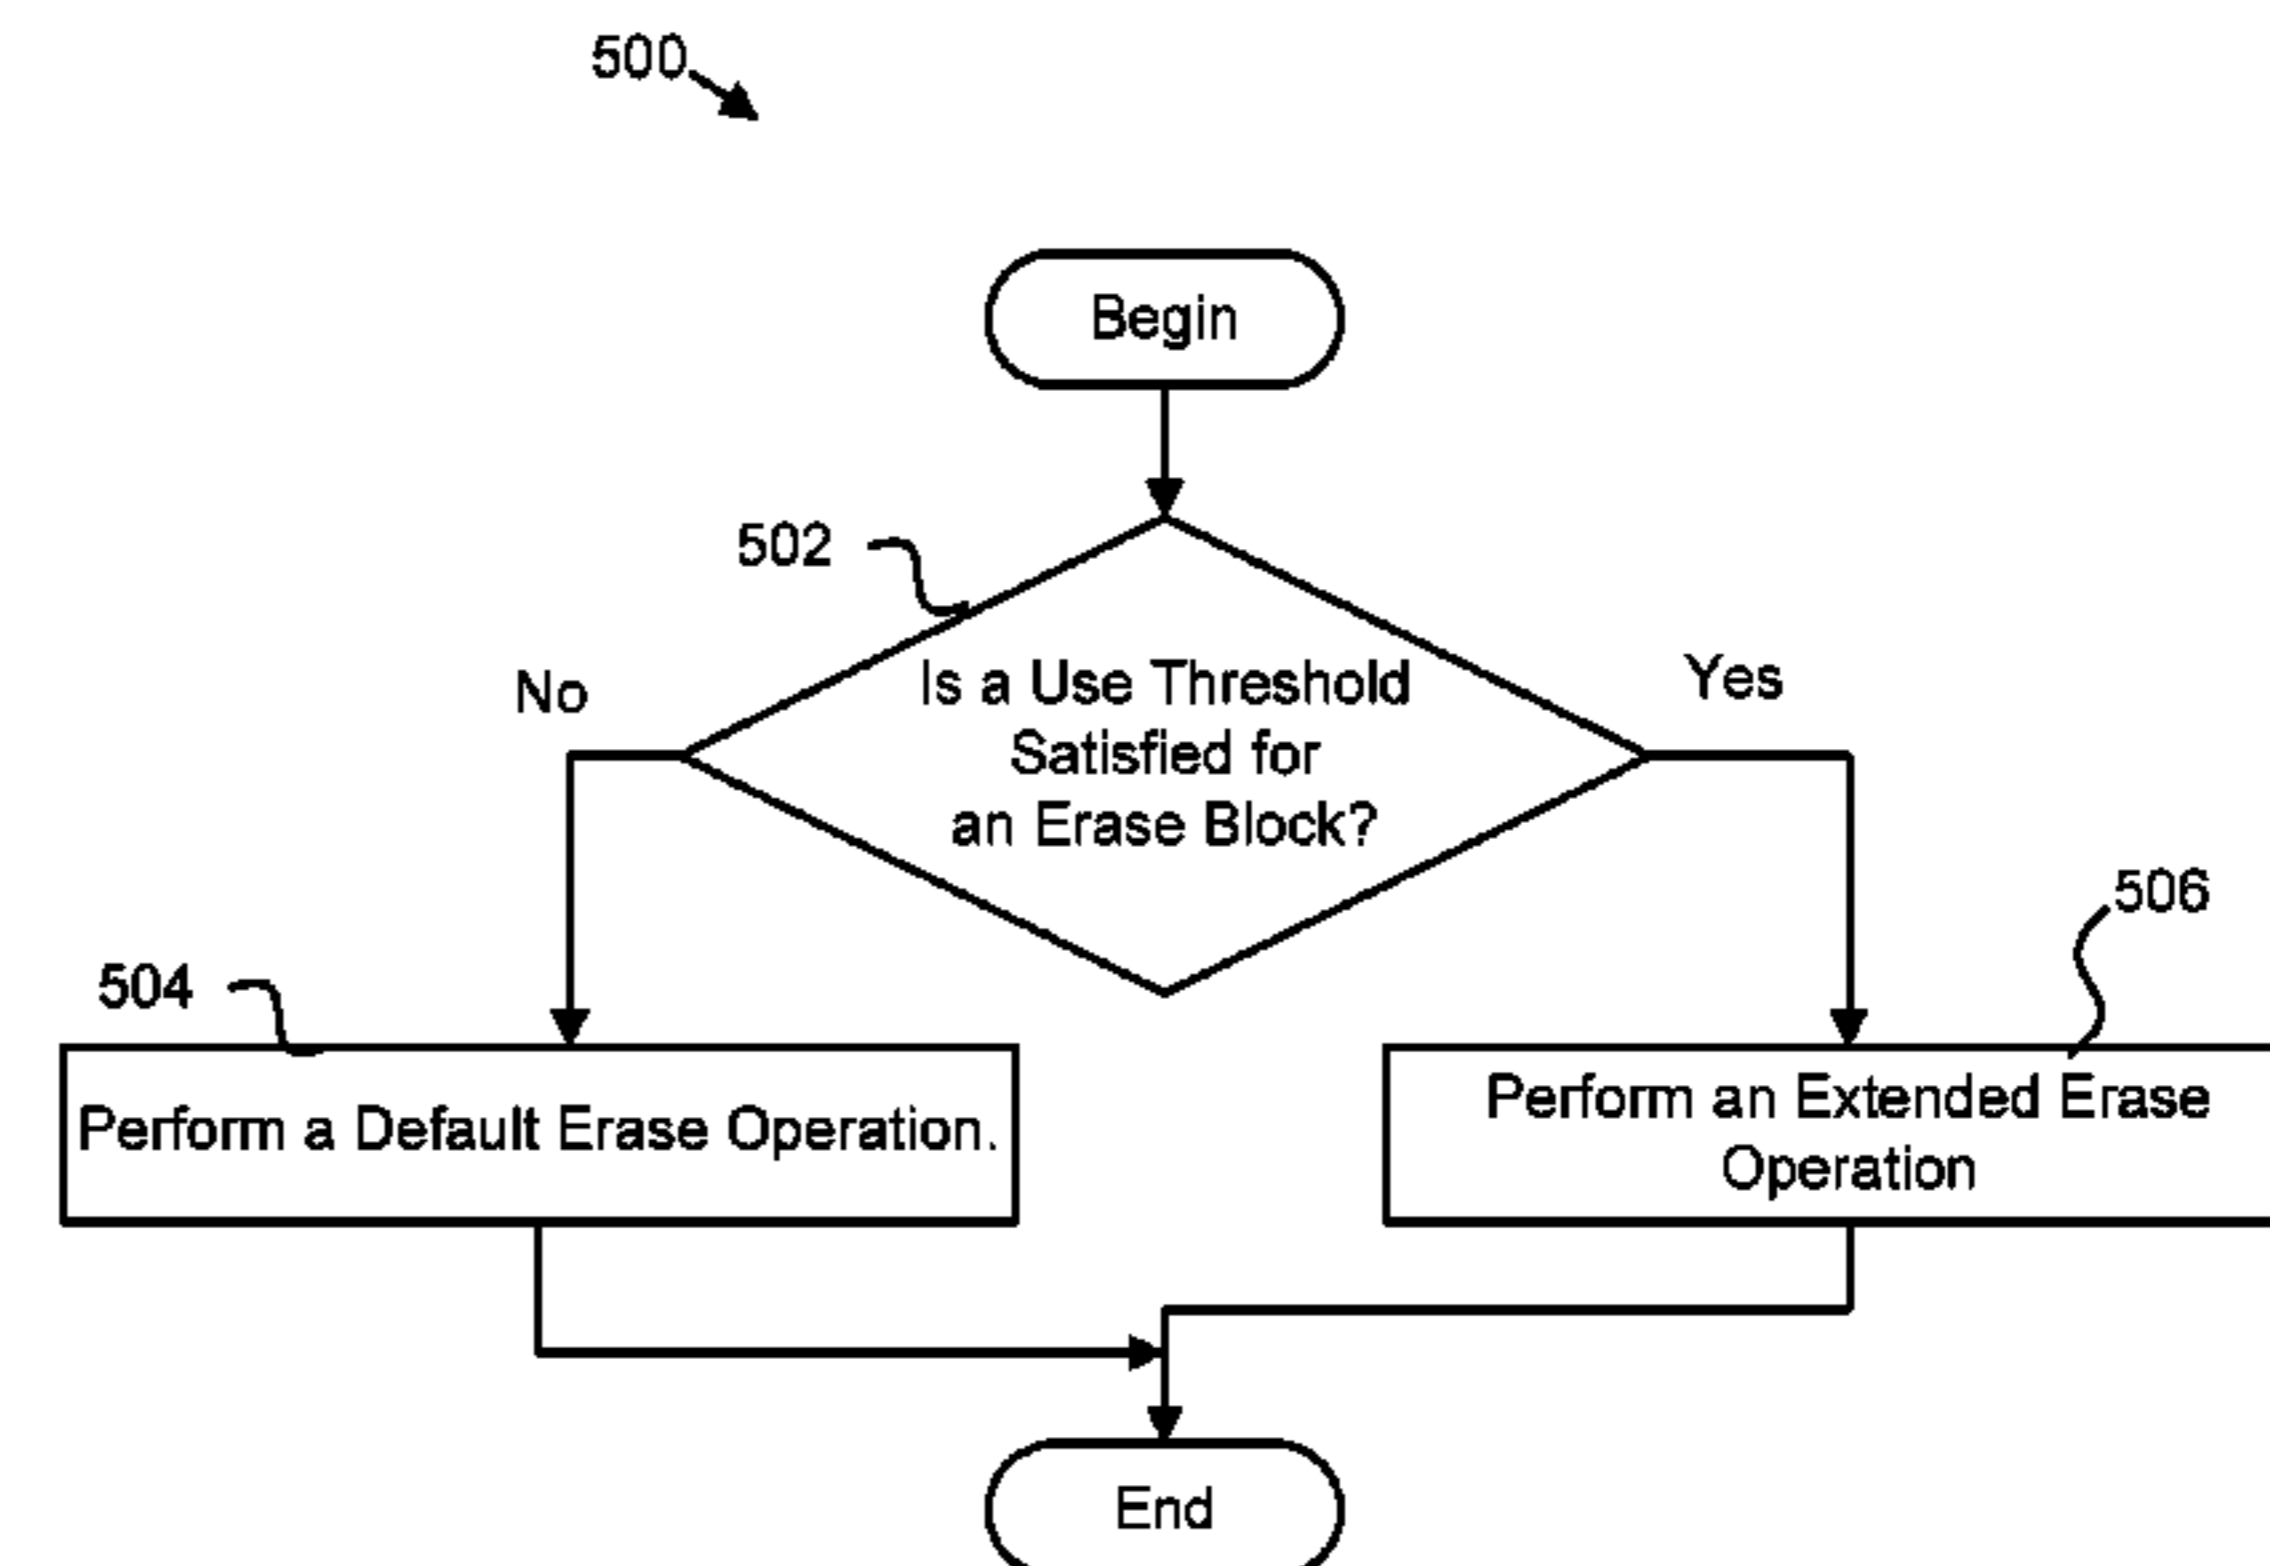 500
Begin
502
Is a Use Threshold
Satisfied for
an Erase Block?
No
Yes
504
506
Perform a Default Erase Operation.
Perform an Extended Erase
Operation
End